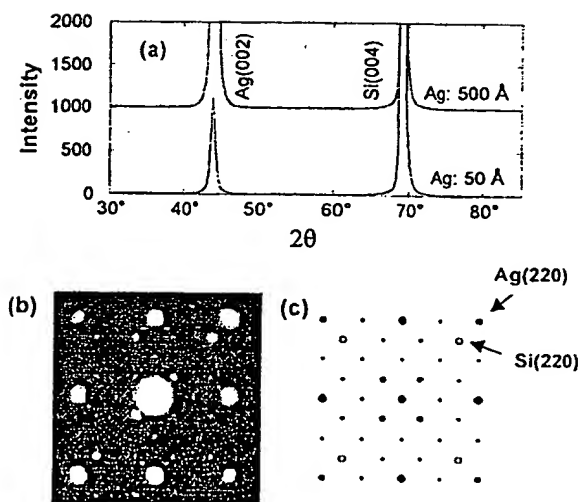 2000
(a)
Ag(002)
Si(004)
Intensity
1500
1000
Ag: 500 Å
500
Ag: 50 Å
0
30° 40° 50° 60° 70° 80°
2θ
(b)
(c)
Ag(220)
Si(220)